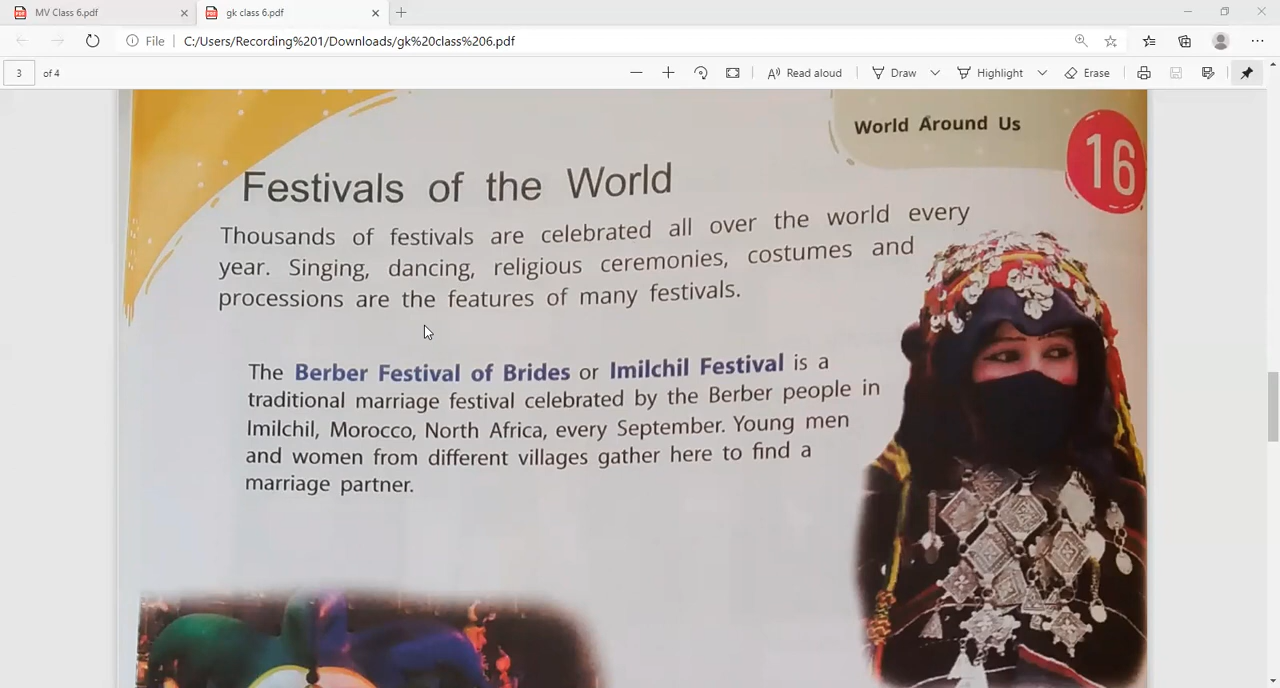 MV Class 6.pdf
gk class 6.pdf
File
C:/Users/Recording%201/Downloads/gk%20class%206.pdf
3 of 4
Read aloud
Draw
Highlight
Erase
World Around Us
16
Festivals of the World
Thousands of festivals are celebrated all over the world every
year. Singing, dancing, religious ceremonies, costumes and
processions are the features of many festivals.
The Berber Festival of Brides or Imilchil Festival is a
traditional marriage festival celebrated by the Berber people in
Imilchil, Morocco, North Africa, every September. Young men
and women from different villages gather here to find a
marriage partner.